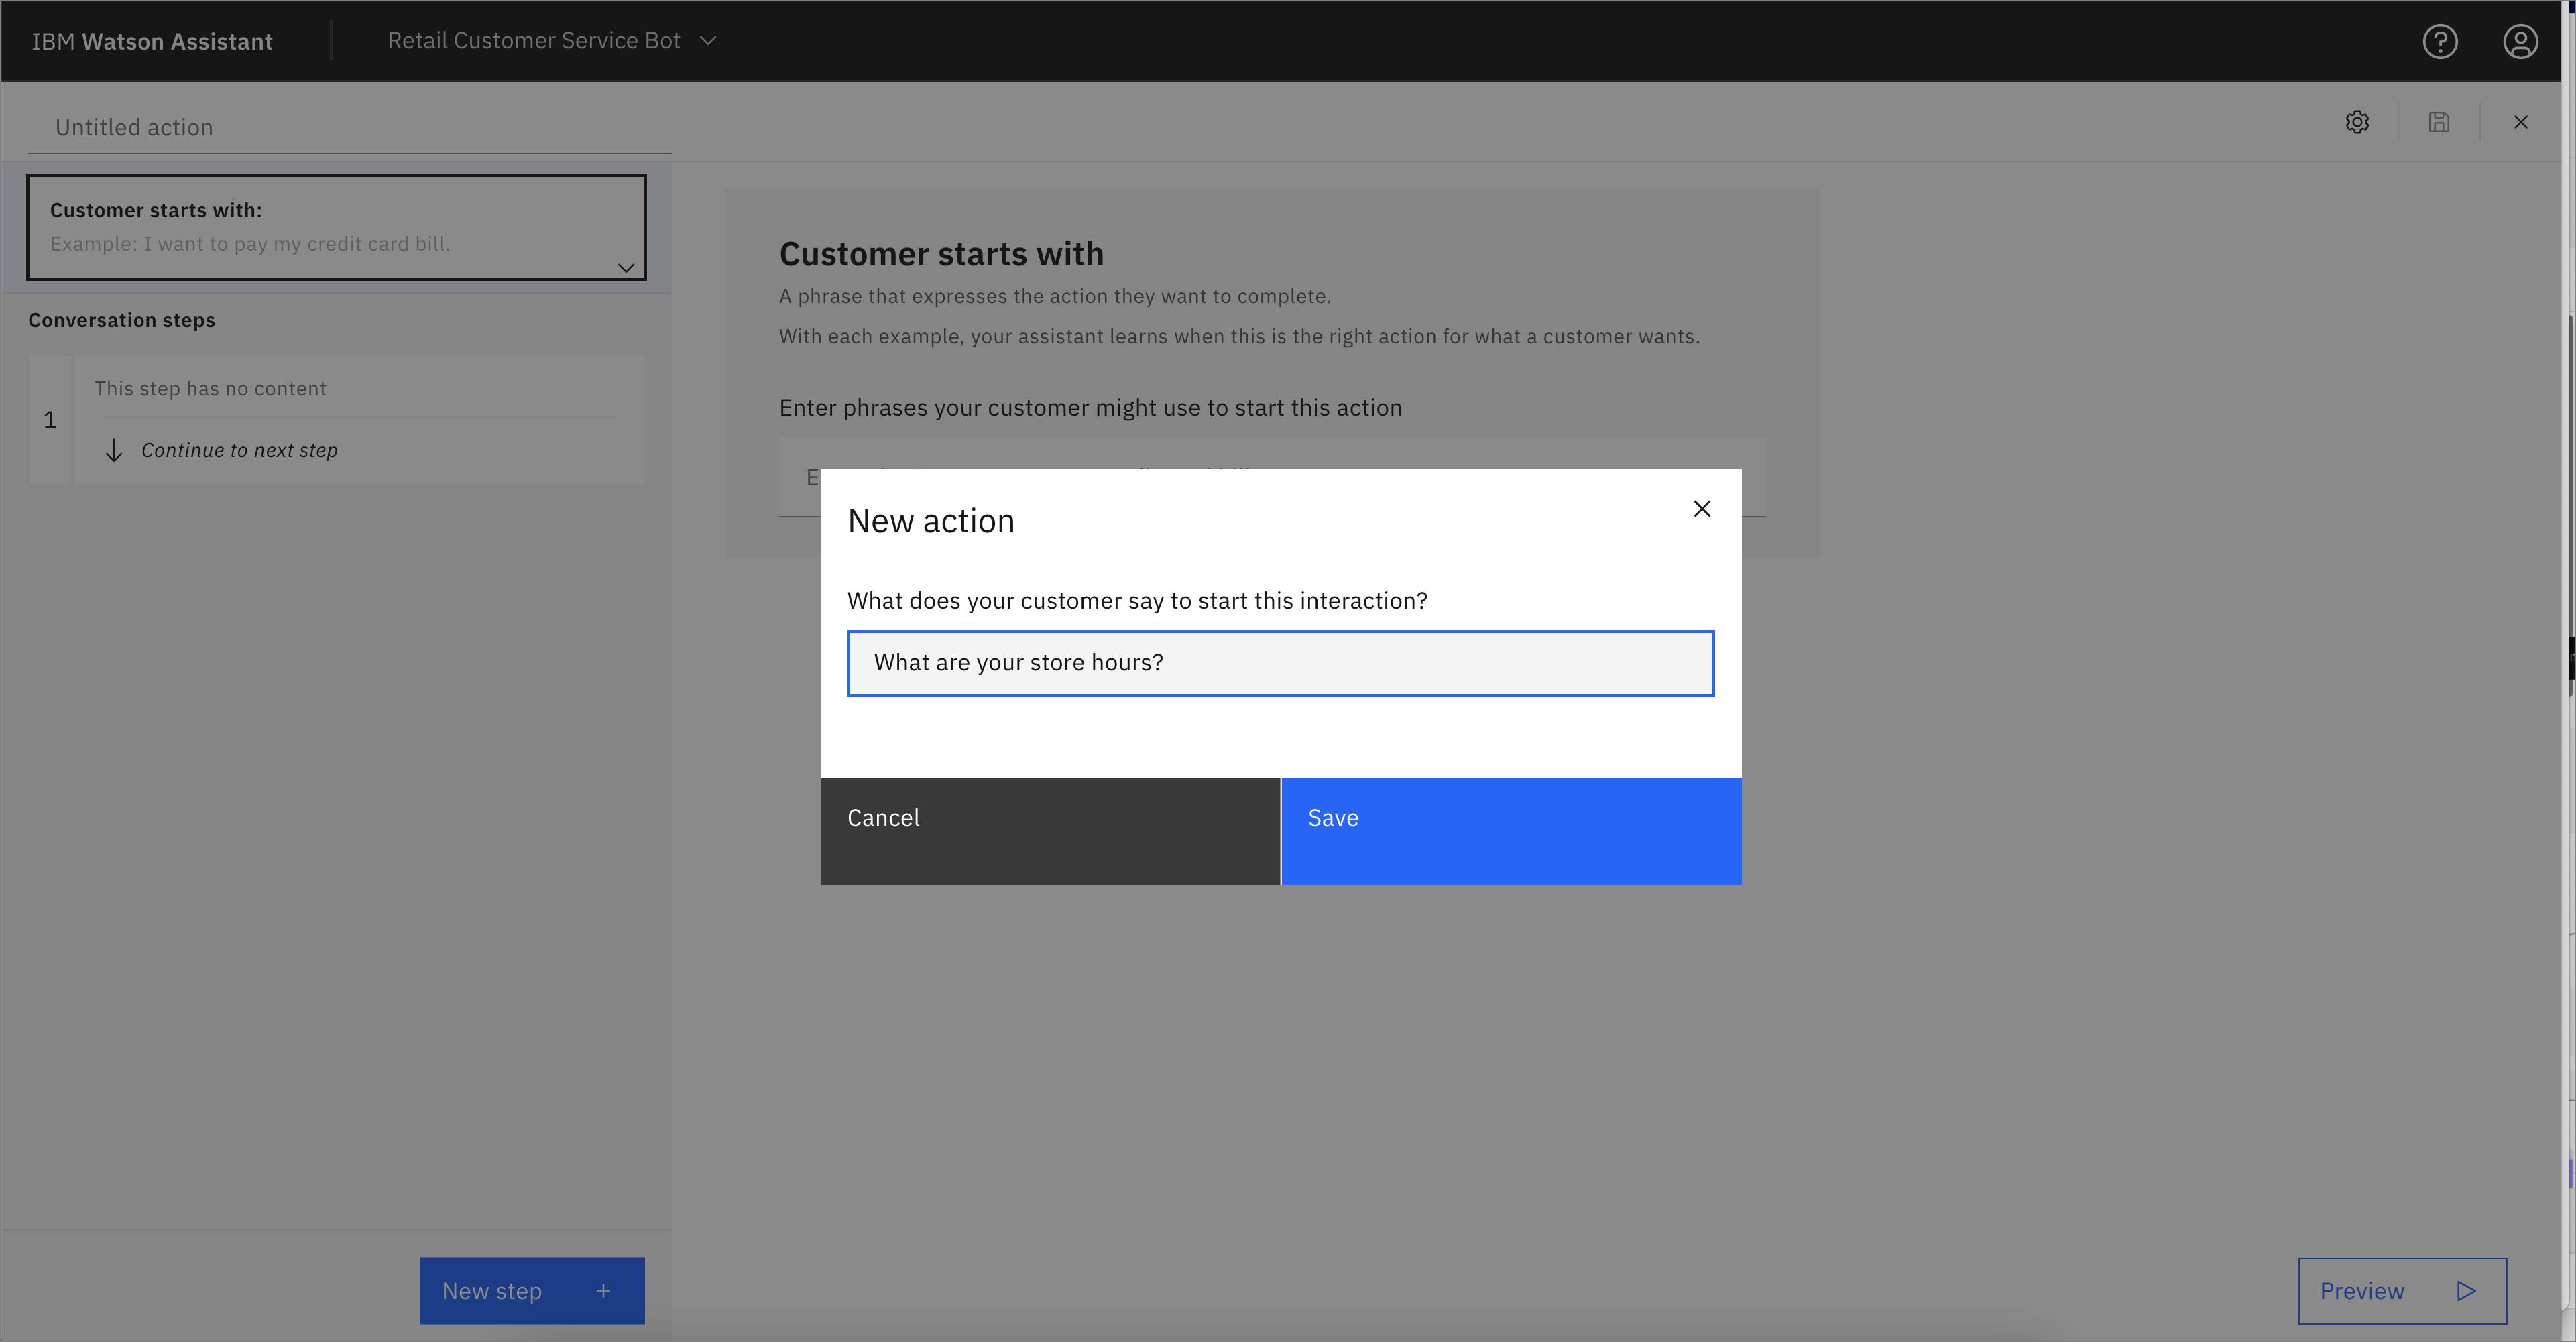 IBM Watson Assistant
Retail Customer Service Bot
Untitled action
Customer starts with:
Example: I want to pay my credit card bill.
Conversation steps
1
This step has no content
Continue to next step
New step
Customer starts with
A phrase that expresses the action they want to complete.
With each example, your assistant learns when this is the right action for what a customer wants.
Enter phrases your customer might use to start this action
New action
What does your customer say to start this interaction?
What are your store hours?
Cancel
Save
Preview